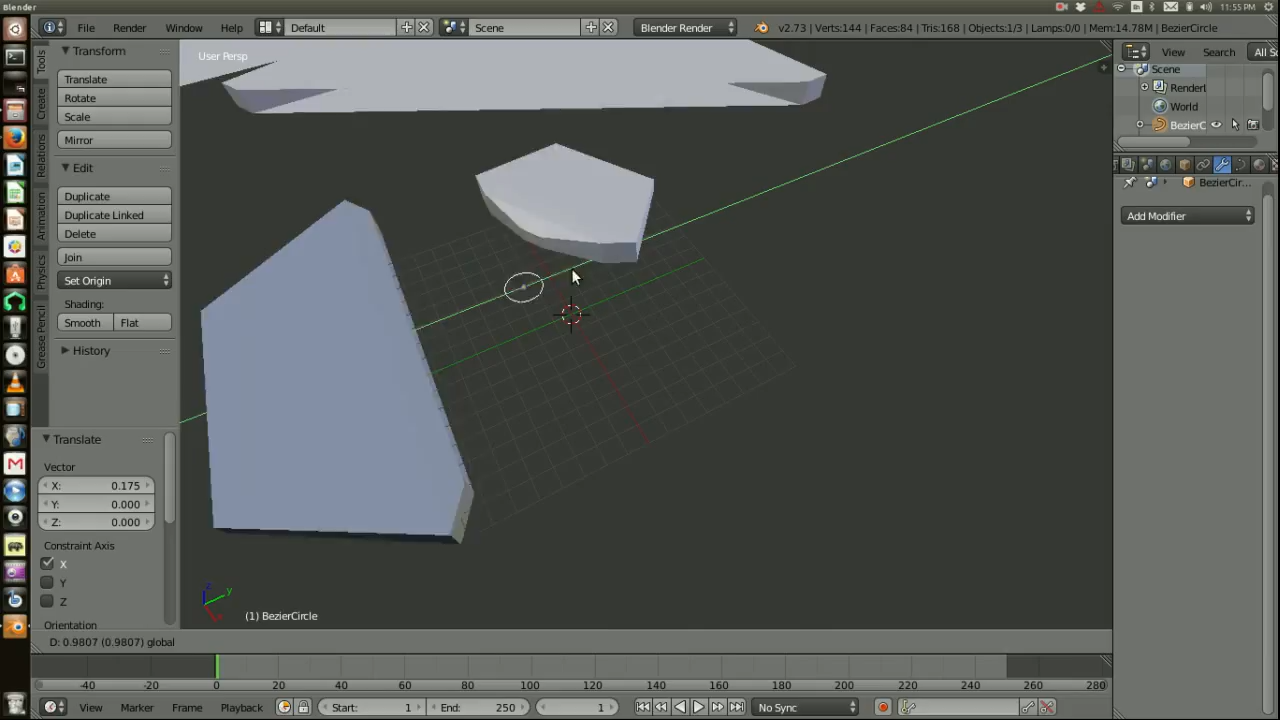 Blender
11:55 PM
File Render Window Help Default Scene Blender Render v2.73 | Verts:144 | Faces:84 | Tris:168 | Objects:1/3 | Lamps:0/0 | Mem:14.78M | BezierCircle
Tools
Create
Relations
Animation
Physics
Grease Pencil
Transform
Translate
Rotate
Scale
Mirror
Edit
Duplicate
Duplicate Linked
Delete
Join
Set Origin
Shading:
Smooth Flat
History
Translate
Vector
X: 0.175
Y: 0.000
Z: 0.000
Constraint Axis
X
Y
Z
Orientation
User Persp
z
y
(1) BezierCircle
D: 0.9807 (0.9807) global
View Search All Sc
Scene
Renderl
World
BezierC
BezierCir...
Add Modifier
-40 -20 0 20 40 60 80 100 120 140 160 180 200 220 240 260 280
View Marker Frame Playback Start: 1 End: 250 1 No Sync